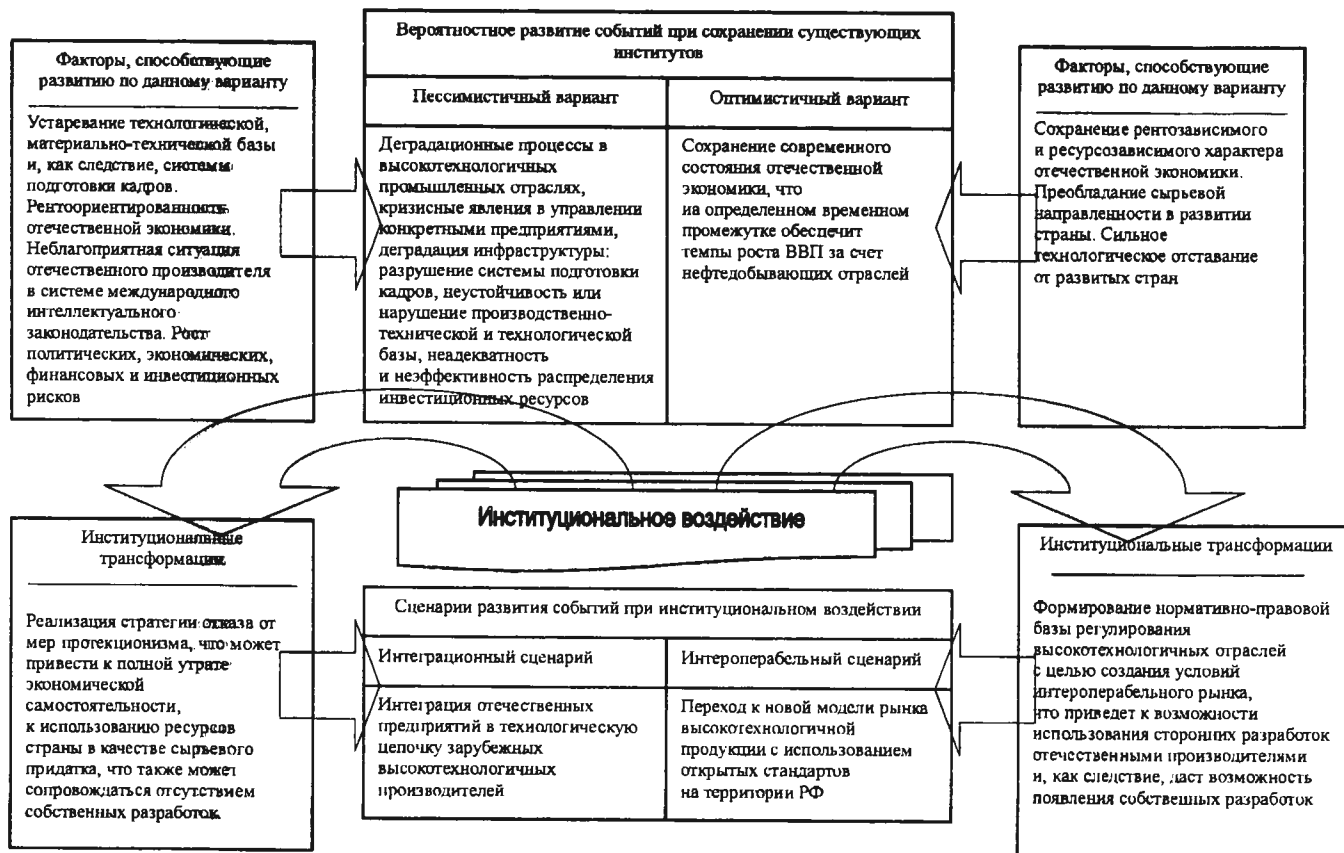 Вероятностное развитие событий при сохранении существующих
институтов
Факторы, способствующие
развитию по данному варианту
Устаревание технологической,
материально-технической базы
и, как следствие, системы
подготовки кадров.
Рентоориентированность
отечественной экономики.
Неблагоприятная ситуация
отечественного производителя
в системе международного
интеллектуального
законодательства. Рост
политических, экономических,
финансовых и инвестиционных
рисков
Пессимистичный вариант
Деградационные процессы в
высокотехнологичных
промышленных отраслях,
кризисные явления в управлении
конкретными предприятиями,
деградация инфраструктуры:
разрушение системы подготовки
кадров, неустойчивость или
нарушение производственно-
технической и технологической
базы, неадекватность
и неэффективность распределения
инвестиционных ресурсов
Оптимистичный вариант
Сохранение современного
состояния отечественной
экономики, что
иа определенном временном
промежутке обеспечит
темпы роста ВВП за счет
нефтедобывающих отраслей
Факторы, способствующие
развитию по данному варианту
Сохранение рентозависимого
и ресурсозависимого характера
отечественной экономики.
Преобладание сырьевой
направленности в развитии
страны. Сильное
технологическое отставание
от развитых стран
Институциональное воздействие
Институциональные
трансформации
Реализация стратегии отказа от
мер протекционизма, что может
привести к полной утрате
экономической
самостоятельности,
к использованию ресурсов
страны в качестве сырьевого
придатка, что также может
сопровождаться отсутствием
собственных разработок
Сценарии развития событий при институциональном воздействии
Интеграционный сценарий
Интеграция отечественных
предприятий в технологическую
цепочку зарубежных
высокотехнологичных
производителей
Интероперабельный сценарий
Переход к новой модели рынка
высокотехнологичной
продукции с использованием
открытых стандартов
на территории РФ
Институциональные трансформации
Формирование нормативно-правовой
базы регулирования
высокотехнологичных отраслей
с целью создания условий
интероперабельного рынка,
что приведет к возможности
использования сторонних разработок
отечественными производителями
и, как следствие, даст возможность
появления собственных разработок